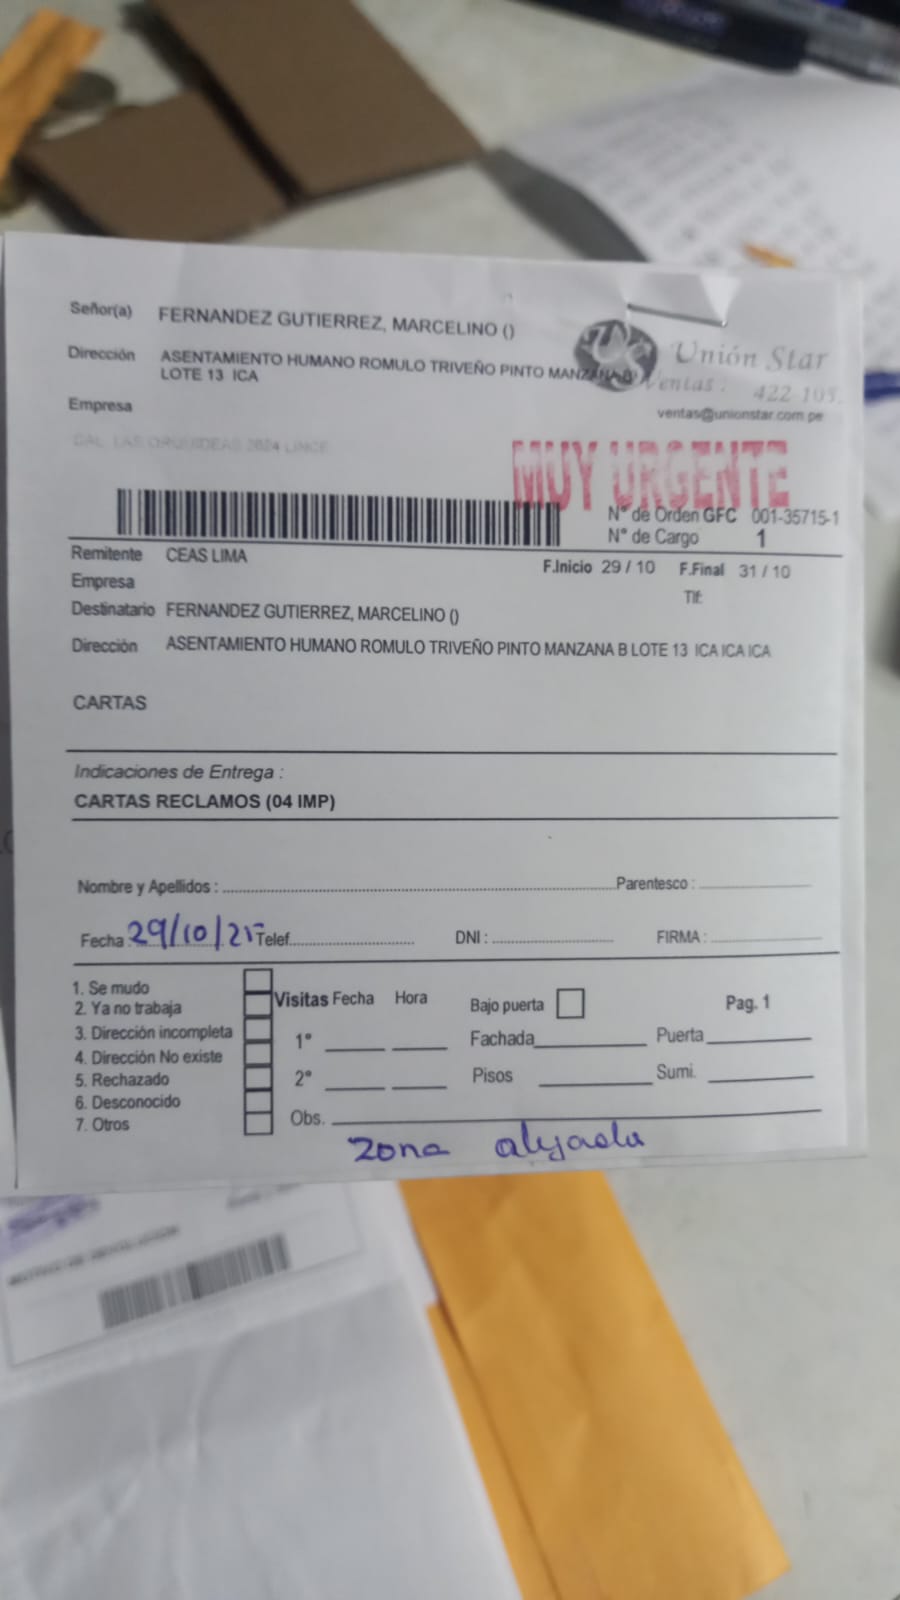 Señor(a) FERNANDEZ GUTIERREZ, MARCELINO ()
Dirección ASENTAMIENTO HUMANO ROMULO TRIVEÑO PINTO MANZANA B
LOTE 13 ICA
Unión Star
Ventas : 422-105.
Empresa
ventas@unionstar.com.pe
CAL. LAS ORQUIDEAS 2024 LINCE
MUY URGENTE
N° de Orden GFC 001-35715-1
N° de Cargo 1
Remitente CEAS LIMA
F.Inicio 29 / 10 F.Final 31 / 10
Empresa
Tlf:
Destinatario FERNANDEZ GUTIERREZ, MARCELINO ()
Dirección ASENTAMIENTO HUMANO ROMULO TRIVEÑO PINTO MANZANA B LOTE 13 ICA ICA ICA
CARTAS
Indicaciones de Entrega :
CARTAS RECLAMOS (04 IMP)
Nombre y Apellidos : Parentesco :
Fecha 29/10/25 Telef. DNI : FIRMA :
1. Se mudo
2. Ya no trabaja
3. Dirección incompleta
4. Dirección No existe
5. Rechazado
6. Desconocido
7. Otros
Visitas Fecha Hora Bajo puerta Pag. 1
1° Fachada Puerta
2° Pisos Sumi.
Obs.
zona alejada